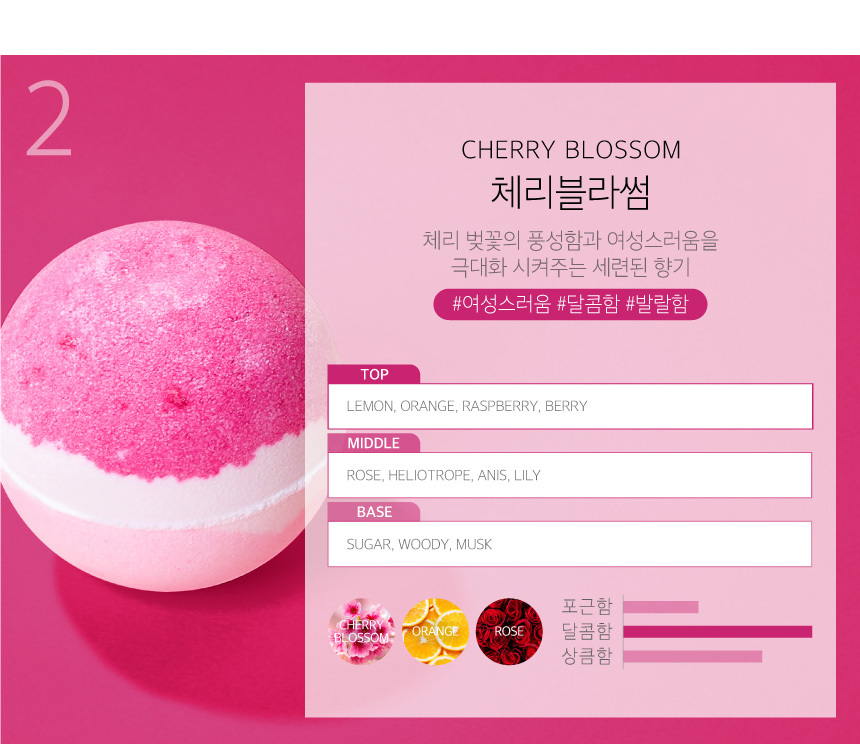 2
CHERRY BLOSSOM
체리블라썸
체리 벚꽃의 풍성함과 여성스러움을
극대화 시켜주는 세련된 향기
#여성스러움 #달콤함 #발랄함
TOP
LEMON, ORANGE, RASPBERRY, BERRY
MIDDLE
ROSE, HELIOTROPE, ANIS, LILY
BASE
SUGAR, WOODY, MUSK
CHERRY
BLOSSOM
ORANGE
ROSE
포근함
달콤함
상큼함